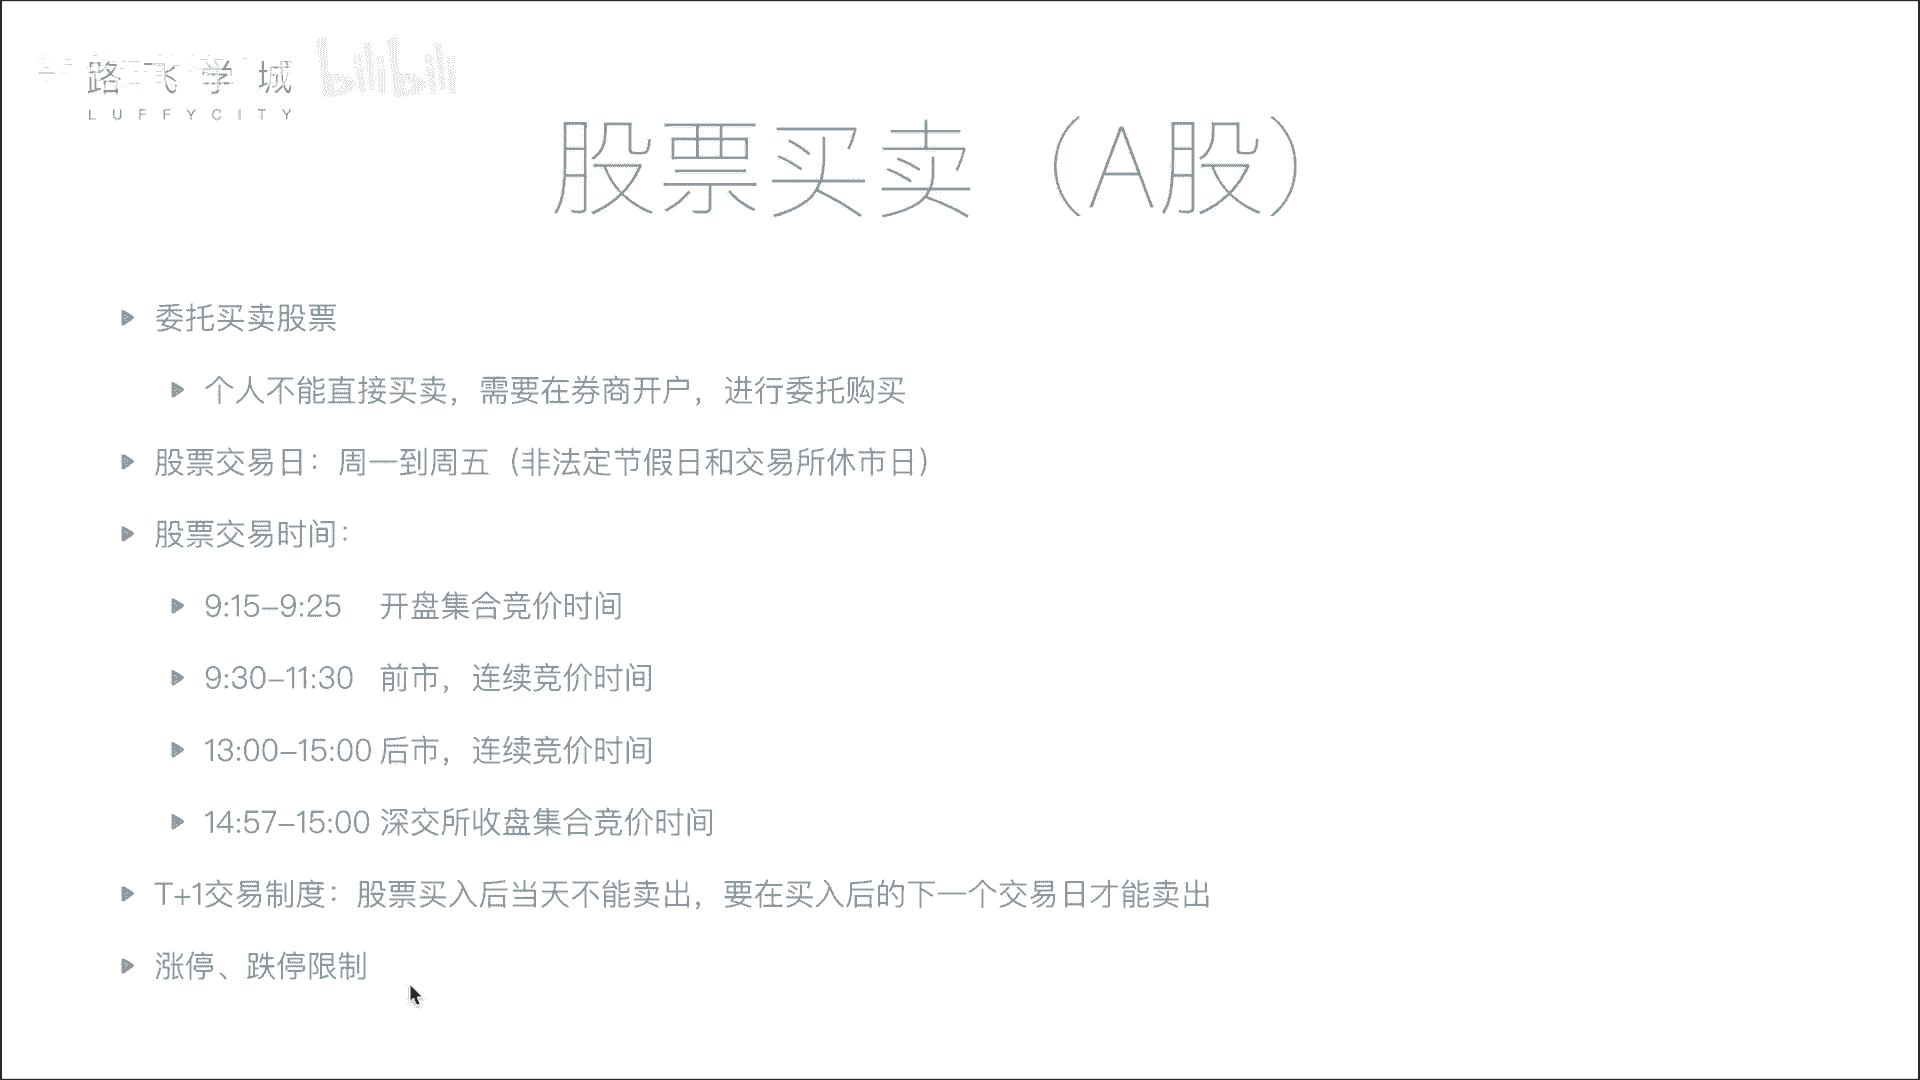 路飞学城 bilibili
LUFFYCITY
股票买卖（A股）
委托买卖股票
个人不能直接买卖，需要在券商开户，进行委托购买
股票交易日：周一到周五（非法定节假日和交易所休市日）
股票交易时间：
9:15–9:25 开盘集合竞价时间
9:30–11:30 前市，连续竞价时间
13:00–15:00 后市，连续竞价时间
14:57–15:00 深交所收盘集合竞价时间
T+1交易制度：股票买入后当天不能卖出，要在买入后的下一个交易日才能卖出
涨停、跌停限制